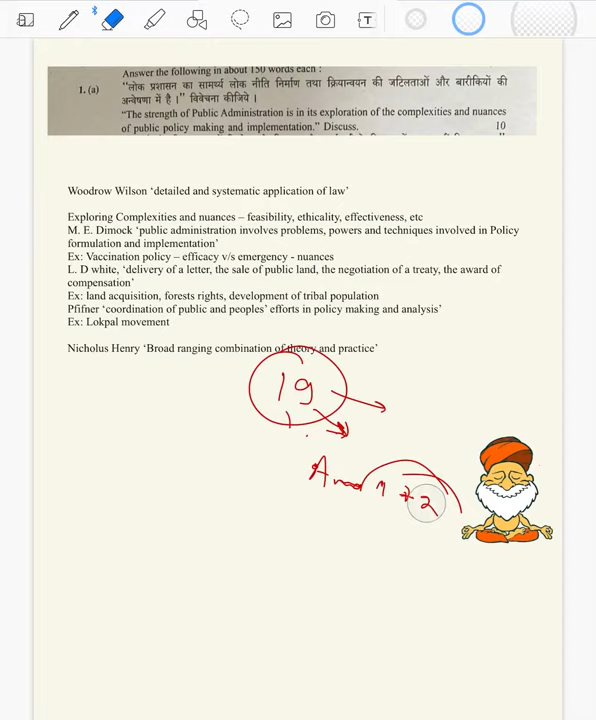 Answer the following in about 150 words each :
1. (a) "लोक प्रशासन का सामर्थ्य लोक नीति निर्माण तथा क्रियान्वयन की जटिलताओं और बारीकियों की
अन्वेषणा में है ।" विवेचना कीजिये ।
"The strength of Public Administration is in its exploration of the complexities and nuances
of public policy making and implementation." Discuss. 10
Woodrow Wilson ‘detailed and systematic application of law’
Exploring Complexities and nuances – feasibility, ethicality, effectiveness, etc
M. E. Dimock ‘public administration involves problems, powers and techniques involved in Policy
formulation and implementation’
Ex: Vaccination policy – efficacy v/s emergency - nuances
L. D white, ‘delivery of a letter, the sale of public land, the negotiation of a treaty, the award of
compensation’
Ex: land acquisition, forests rights, development of tribal population
Pfifner ‘coordination of public and peoples’ efforts in policy making and analysis’
Ex: Lokpal movement
Nicholus Henry ‘Broad ranging combination of theory and practice’
19
2